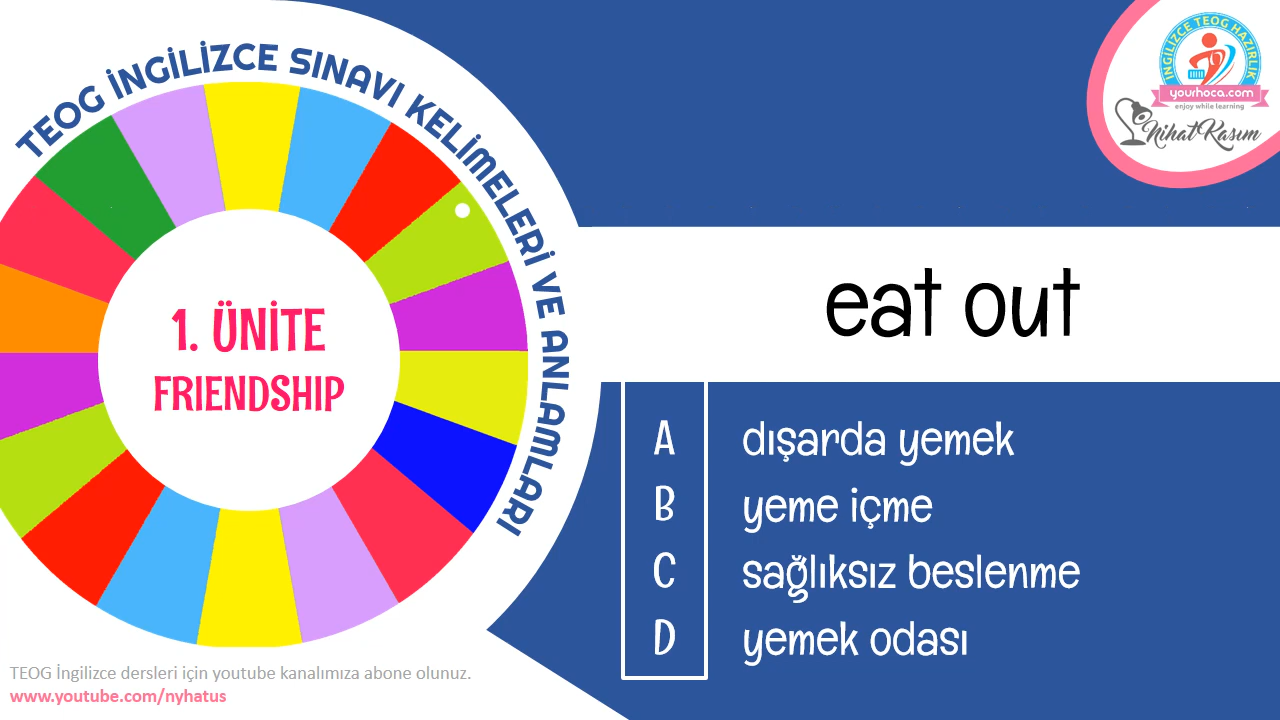 TEOG İNGİLİZCE SINAVI KELİMELERİ VE ANLAMLARI
İNGİLİZCE TEOG HAZIRLIK
yourhoca.com
enjoy while learning
Nihat Kasım
eat out
1. ÜNİTE
FRIENDSHIP
A dışarda yemek
B yeme içme
C sağlıksız beslenme
D yemek odası
TEOG İngilizce dersleri için youtube kanalımıza abone olunuz.
www.youtube.com/nyhatus